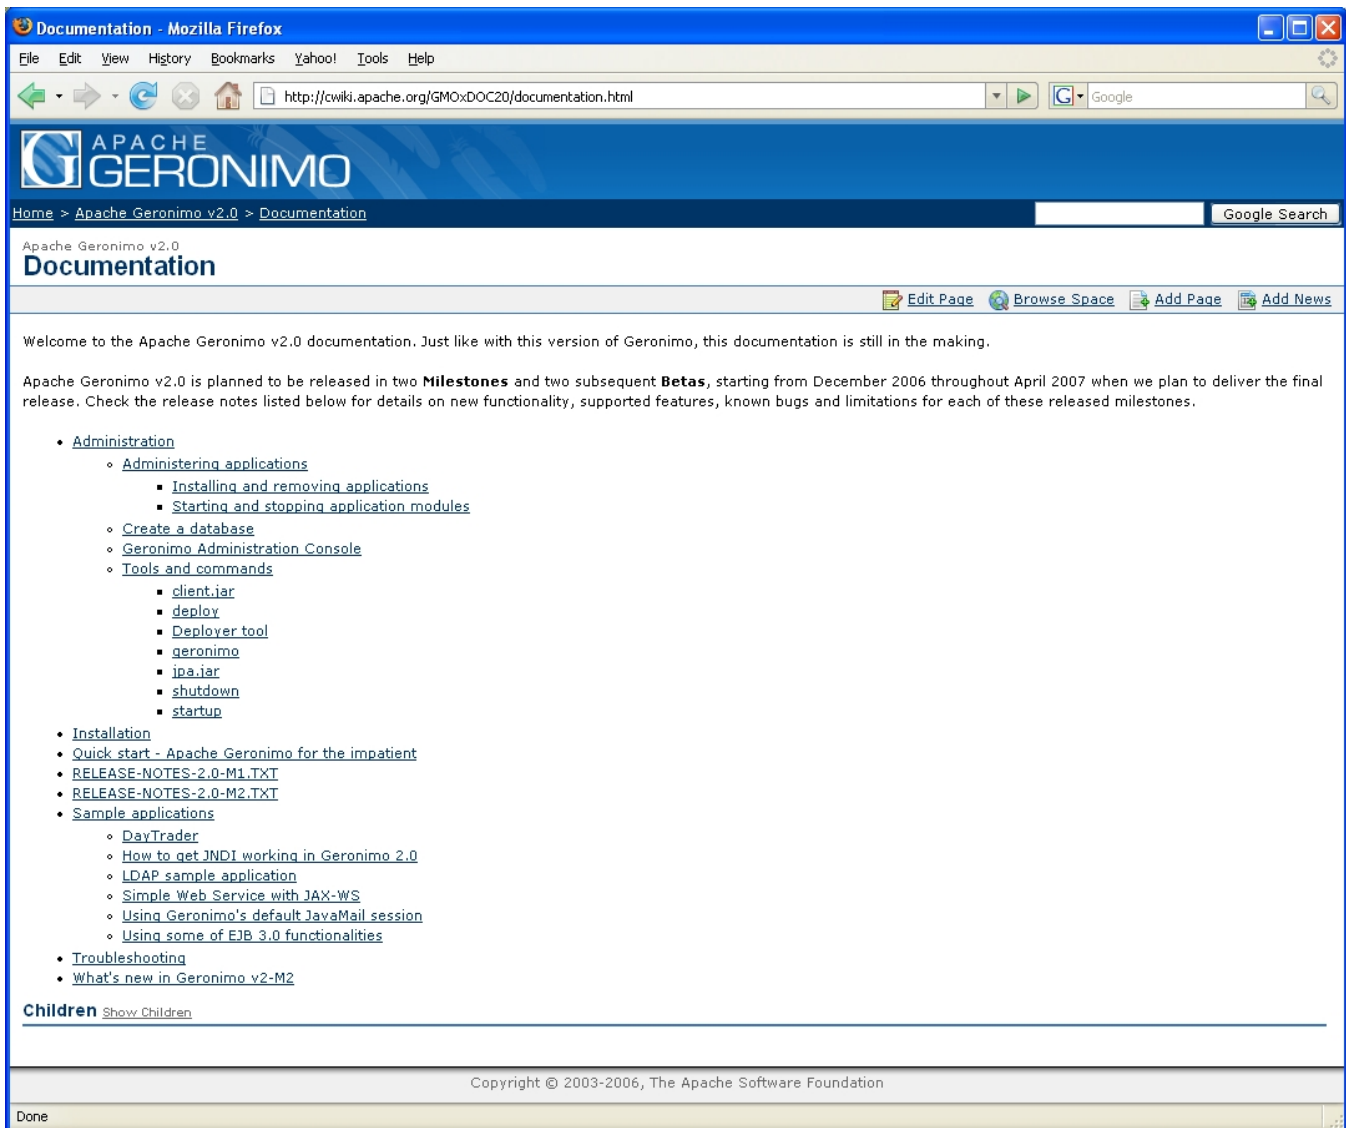 Documentation - Mozilla Firefox
File Edit View History Bookmarks Yahoo! Tools Help
http://cwiki.apache.org/GMOxDOC20/documentation.html
G Google
G APACHE
GERONIMO
Home > Apache Geronimo v2.0 > Documentation
Google Search
Apache Geronimo v2.0
Documentation
Edit Page Browse Space Add Page Add News
Welcome to the Apache Geronimo v2.0 documentation. Just like with this version of Geronimo, this documentation is still in the making.
Apache Geronimo v2.0 is planned to be released in two Milestones and two subsequent Betas, starting from December 2006 throughout April 2007 when we plan to deliver the final
release. Check the release notes listed below for details on new functionality, supported features, known bugs and limitations for each of these released milestones.
Administration
Administering applications
Installing and removing applications
Starting and stopping application modules
Create a database
Geronimo Administration Console
Tools and commands
client.jar
deploy
Deployer tool
geronimo
jpa.jar
shutdown
startup
Installation
Quick start - Apache Geronimo for the impatient
RELEASE-NOTES-2.0-M1.TXT
RELEASE-NOTES-2.0-M2.TXT
Sample applications
DayTrader
How to get JNDI working in Geronimo 2.0
LDAP sample application
Simple Web Service with JAX-WS
Using Geronimo's default JavaMail session
Using some of EJB 3.0 functionalities
Troubleshooting
What's new in Geronimo v2-M2
Children Show Children
Copyright © 2003-2006, The Apache Software Foundation
Done